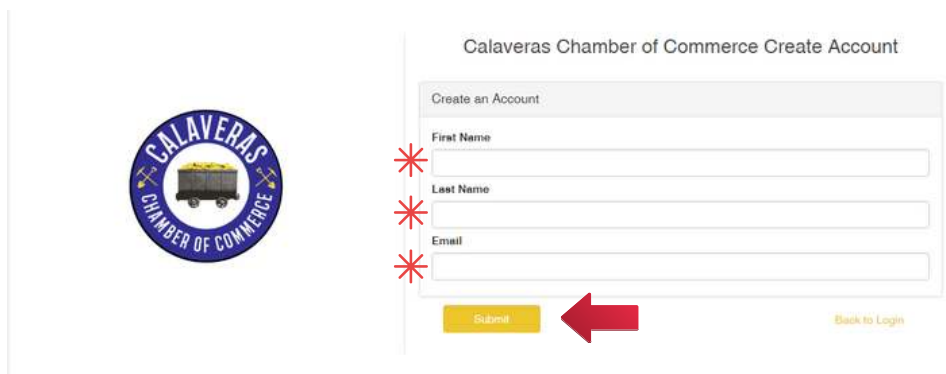 Calaveras Chamber of Commerce Create Account
Create an Account
First Name
Last Name
Email
Submit
Back to Login
CALAVERAS
CHAMBER OF COMMERCE